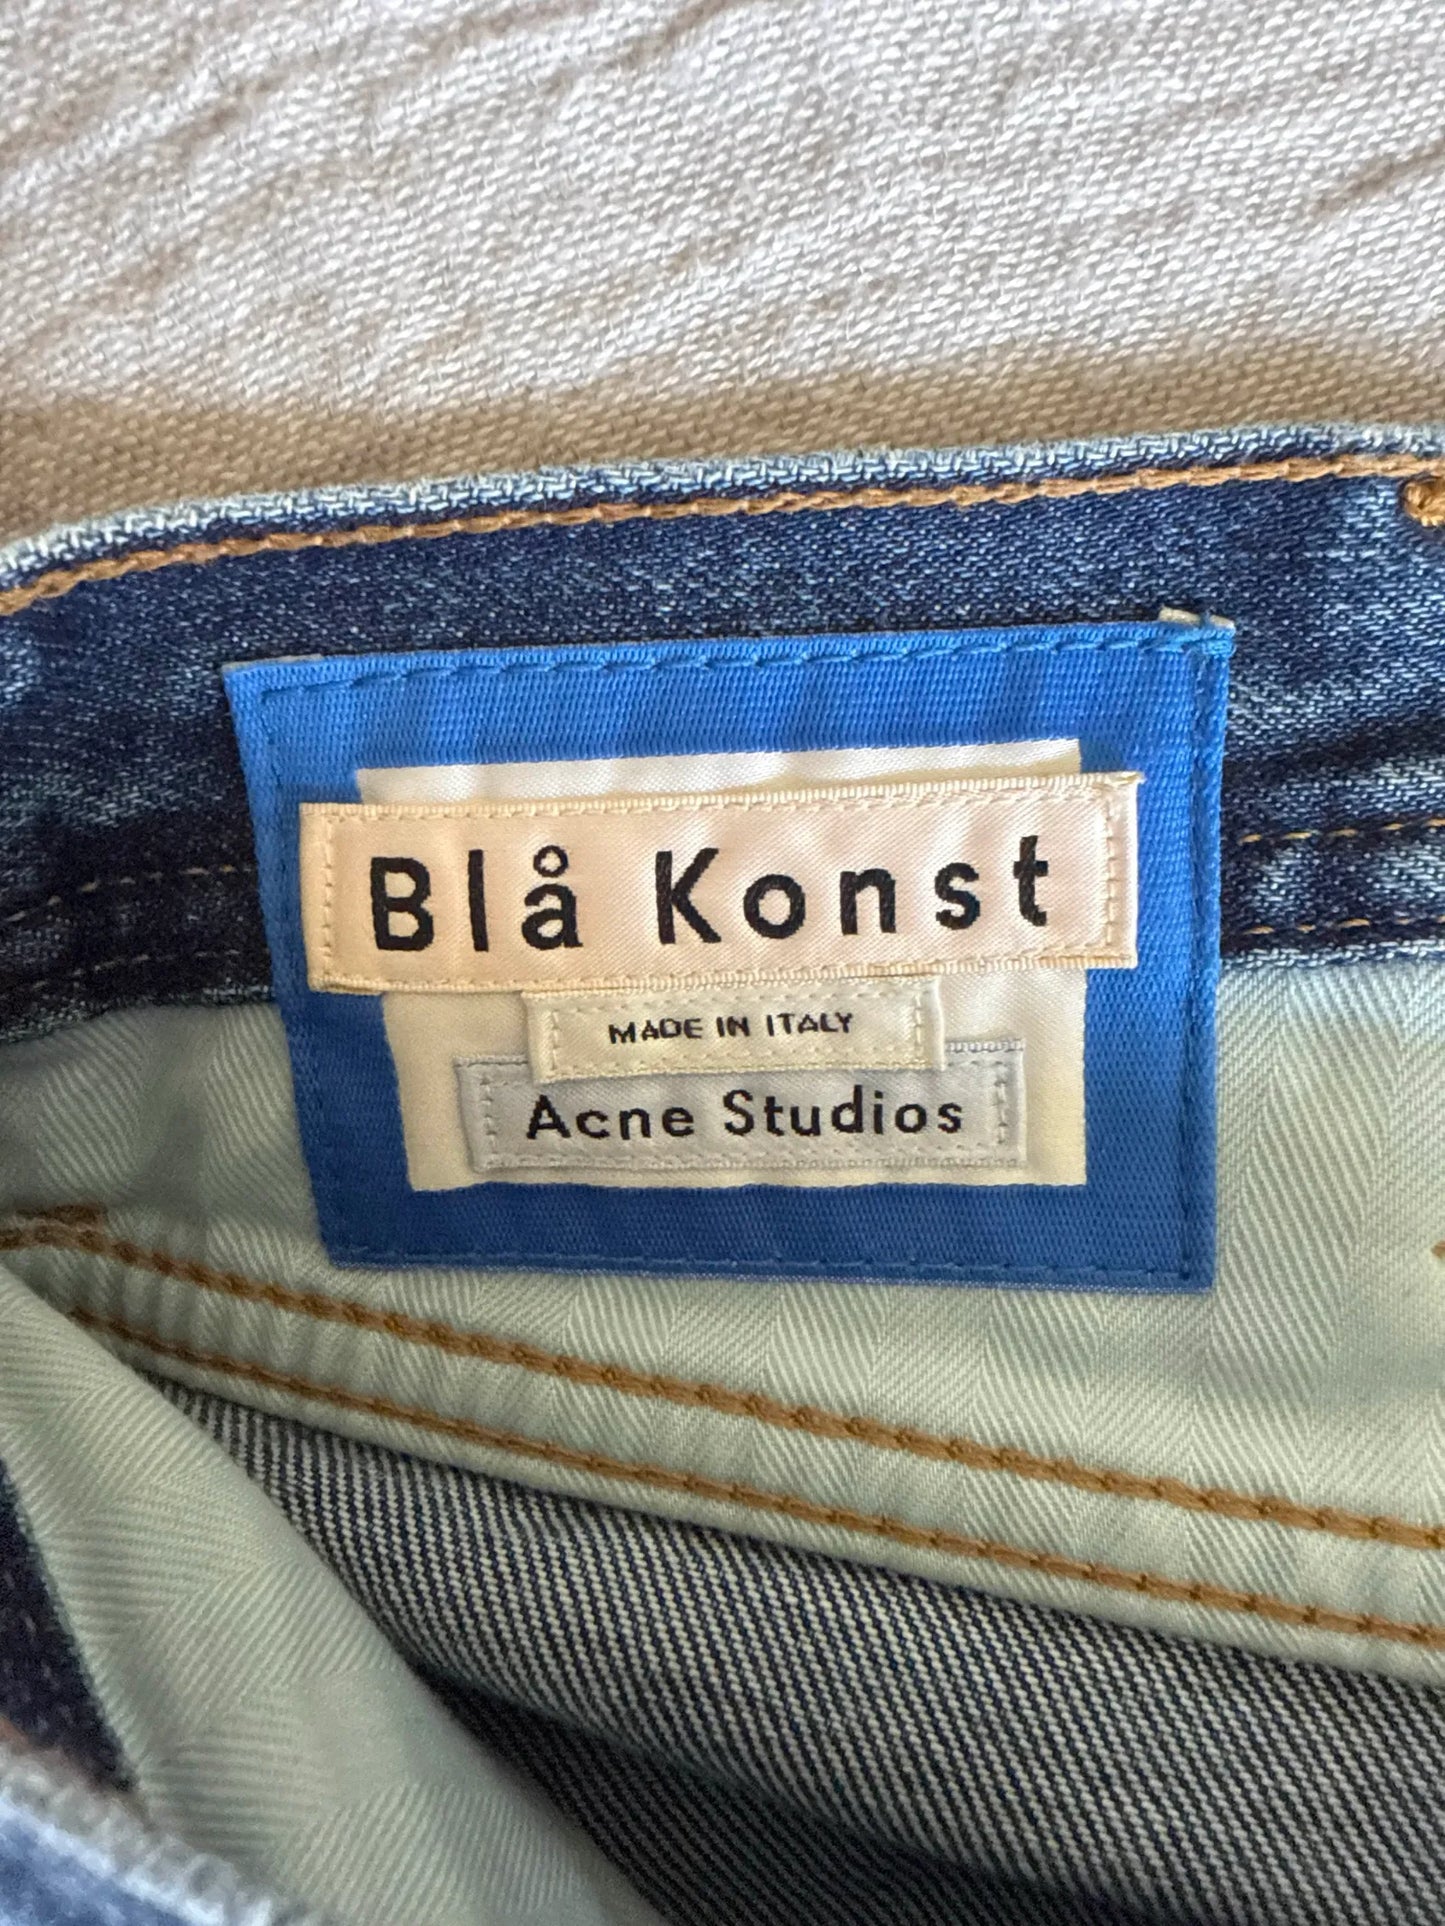 Blå Konst
MADE IN ITALY
Acne Studios